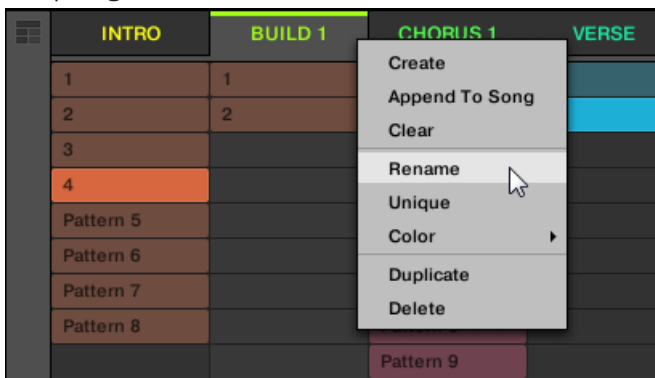 INTRO BUILD 1 CHORUS 1 VERSE
1 1
2 2
3
4
Pattern 5
Pattern 6
Pattern 7
Pattern 8
Create
Append To Song
Clear
Rename
Unique
Color
Duplicate
Delete
Pattern 9